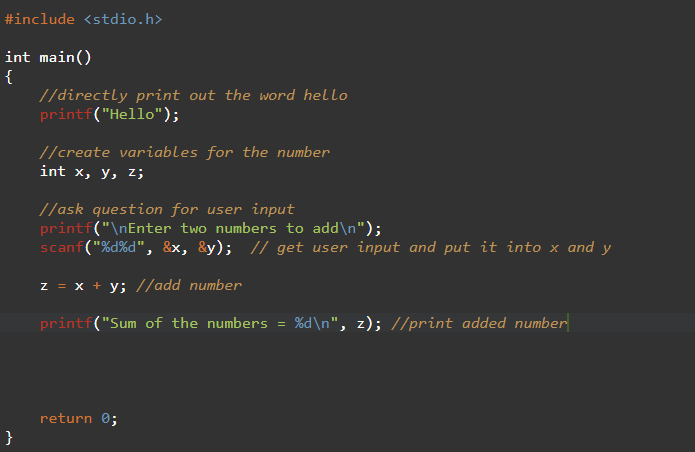 #include <stdio.h>
int main()
{
//directly print out the word hello
printf("Hello");
//create variables for the number
int x, y, z;
//ask question for user input
printf("\nEnter two numbers to add\n");
scanf("%d%d", &x, &y);  // get user input and put it into x and y
z = x + y; //add number
printf("Sum of the numbers = %d\n", z); //print added number
return 0;
}